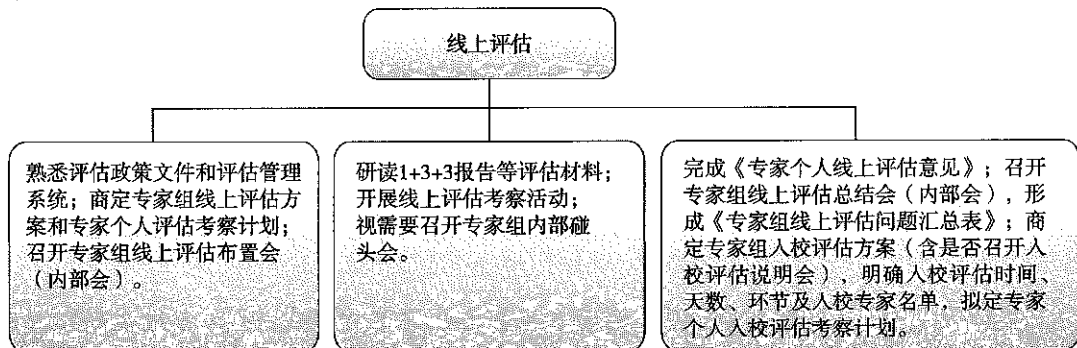 线上评估
熟悉评估政策文件和评估管理
系统；商定专家组线上评估方
案和专家个人评估考察计划；
召开专家组线上评估布置会
（内部会）。
研读1+3+3报告等评估材料；
开展线上评估考察活动；
视需要召开专家组内部碰
头会。
完成《专家个人线上评估意见》；召开
专家组线上评估总结会（内部会），形
成《专家组线上评估问题汇总表》；商
定专家组入校评估方案（含是否召开入
校评估说明会），明确入校评估时间、
天数、环节及入校专家名单，拟定专家
个人入校评估考察计划。